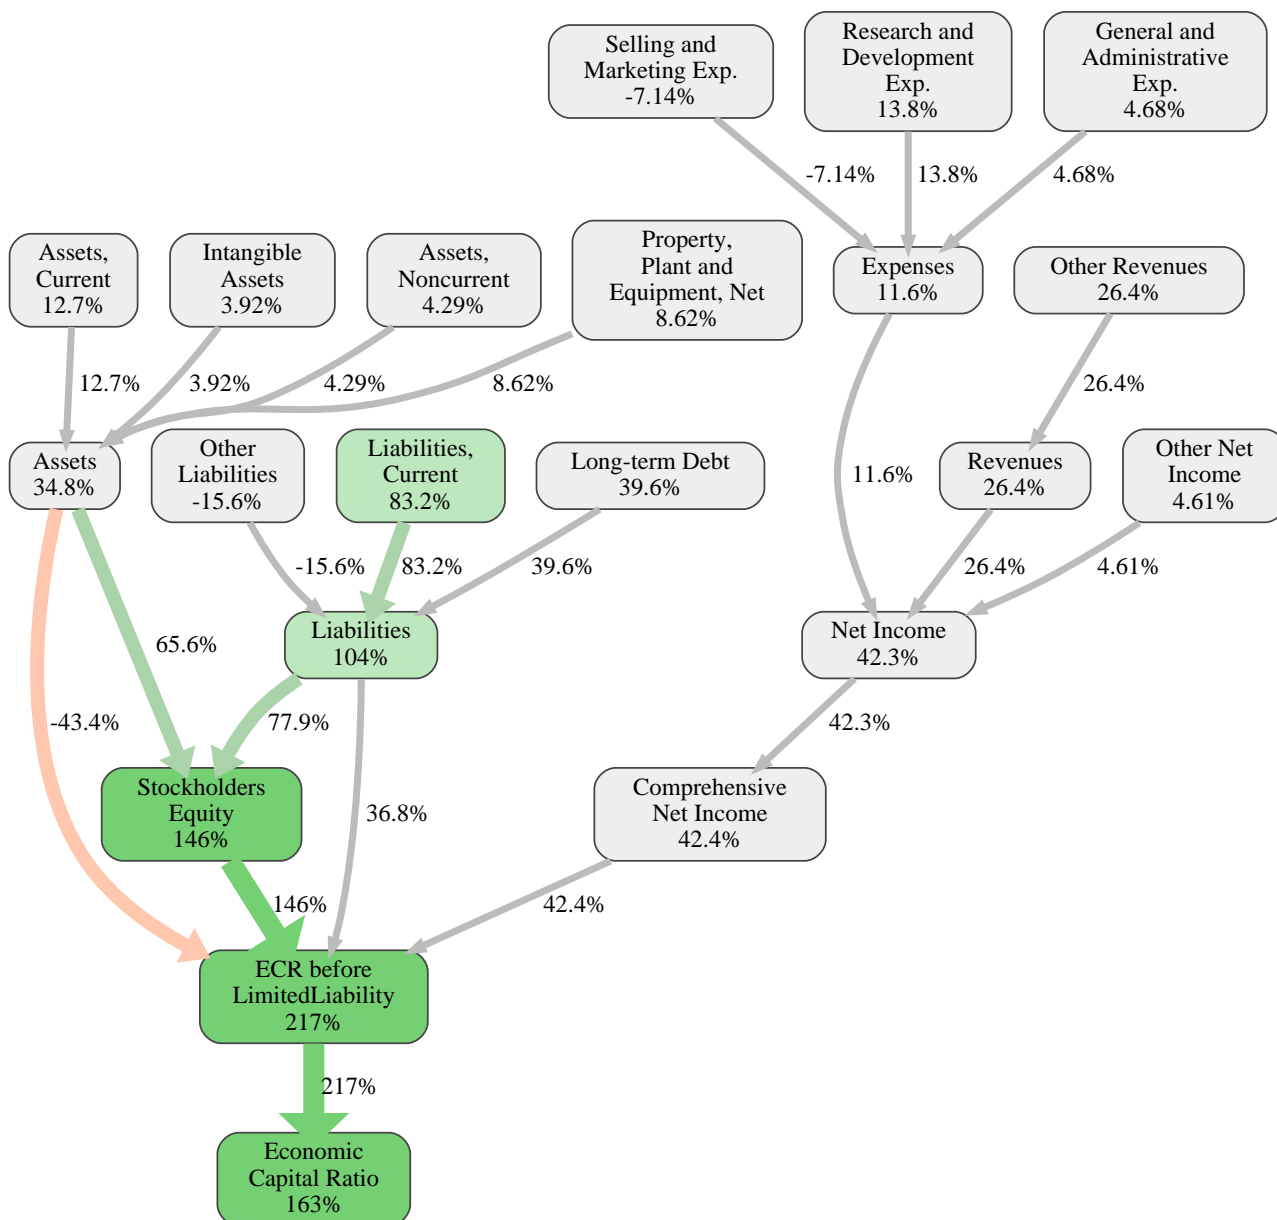 Selling and
Marketing Exp.
-7.14%
Research and
Development
Exp.
13.8%
General and
Administrative
Exp.
4.68%
-7.14%
13.8%
4.68%
Assets,
Current
12.7%
Intangible
Assets
3.92%
Assets,
Noncurrent
4.29%
Property,
Plant and
Equipment, Net
8.62%
Expenses
11.6%
Other Revenues
26.4%
12.7%
3.92%
4.29%
8.62%
26.4%
Assets
34.8%
Other
Liabilities
-15.6%
Liabilities,
Current
83.2%
Long-term Debt
39.6%
11.6%
Revenues
26.4%
Other Net
Income
4.61%
-15.6%
83.2%
39.6%
26.4%
4.61%
65.6%
Liabilities
104%
Net Income
42.3%
-43.4%
77.9%
42.3%
Stockholders
Equity
146%
36.8%
Comprehensive
Net Income
42.4%
146%
42.4%
ECR before
LimitedLiability
217%
217%
Economic
Capital Ratio
163%